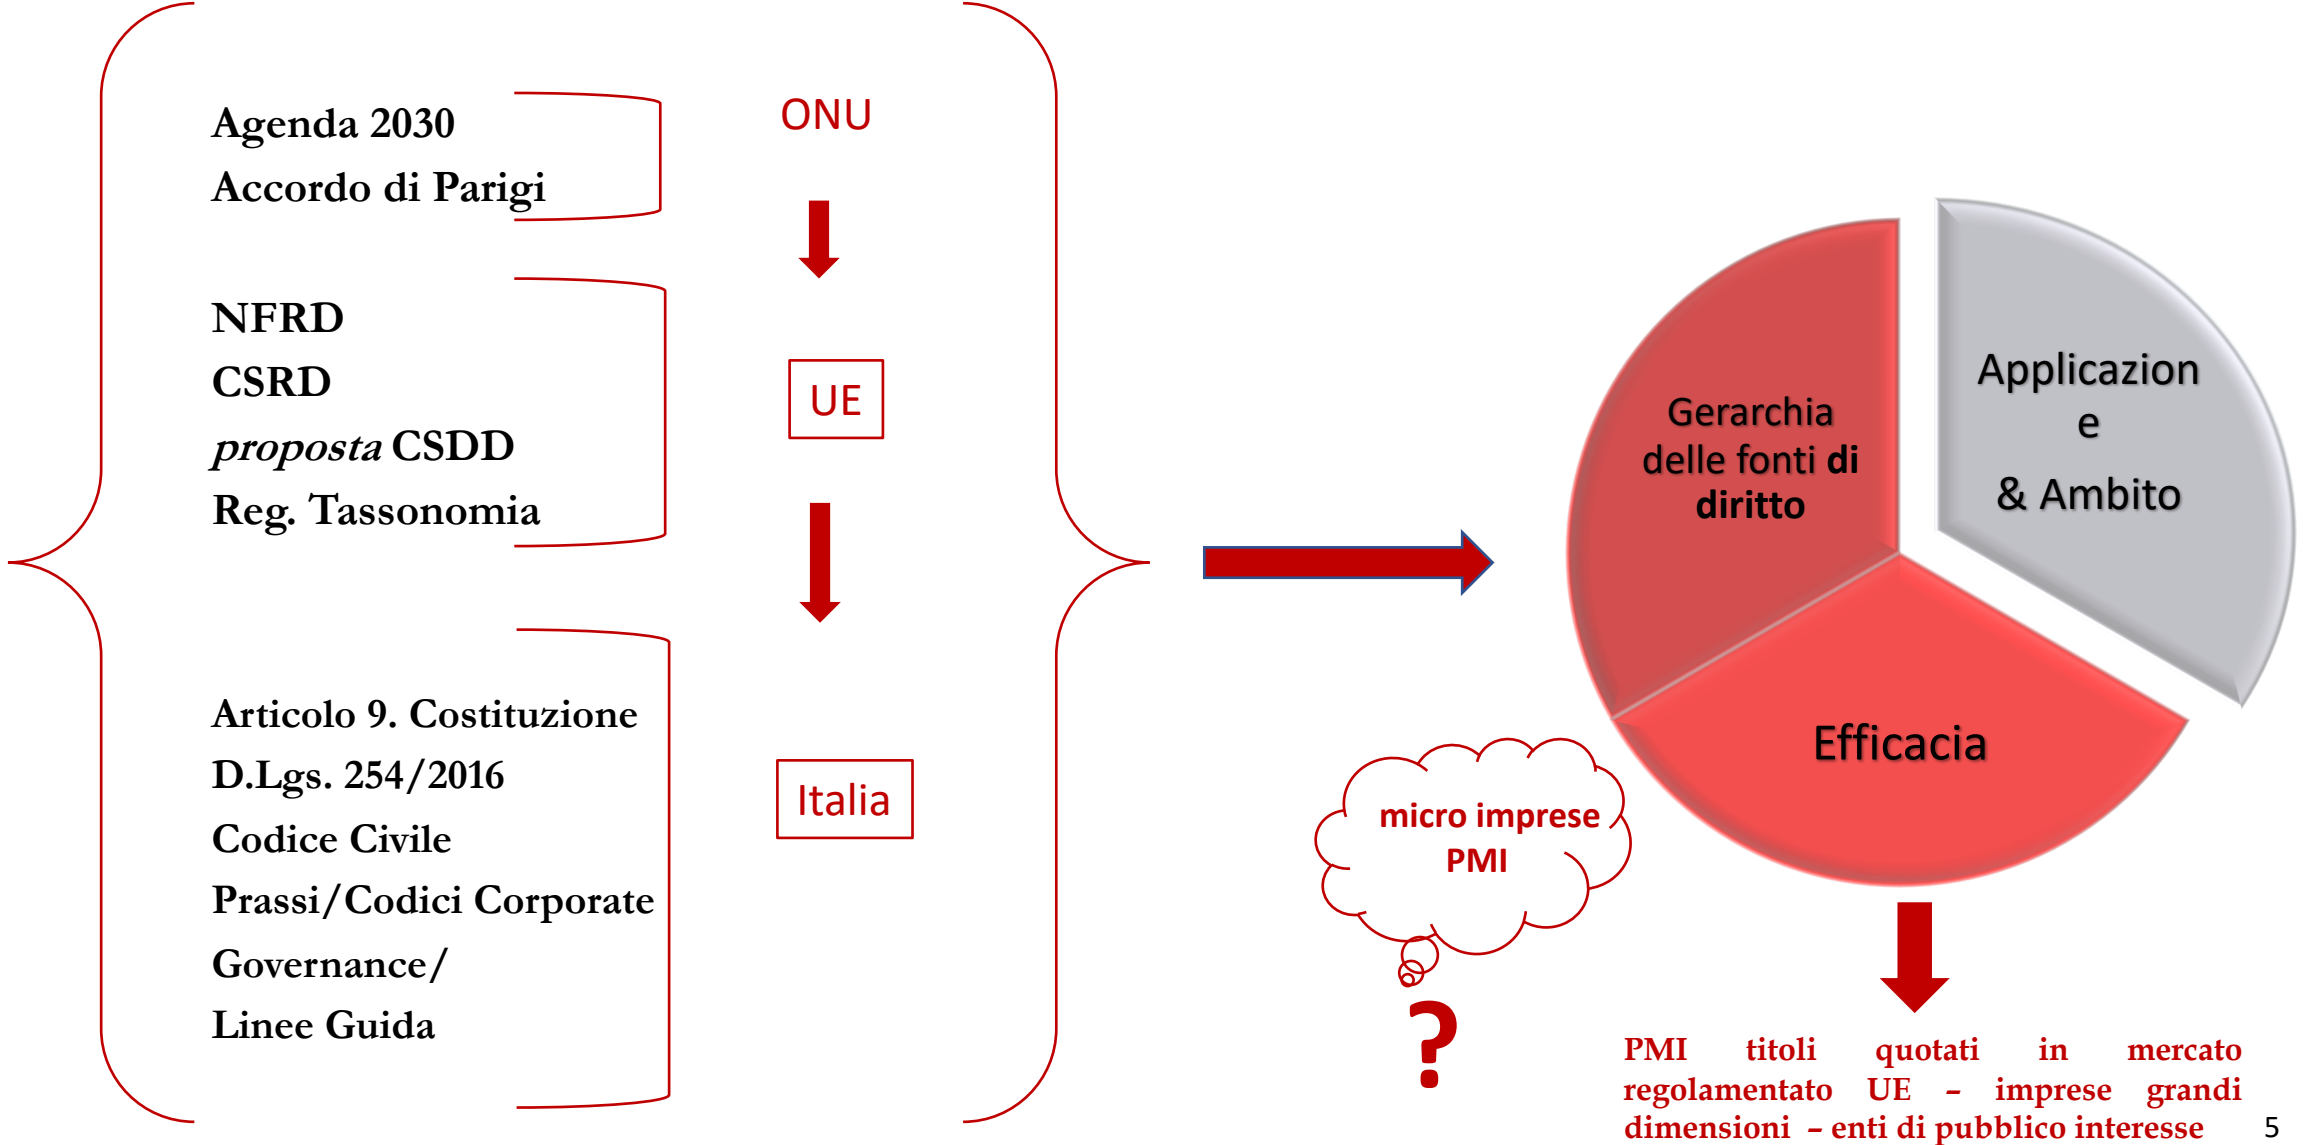 Agenda 2030
Accordo di Parigi
ONU
NFRD
CSRD
proposta CSDD
Reg. Tassonomia
UE
Articolo 9. Costituzione
D.Lgs. 254/2016
Codice Civile
Prassi/Codici Corporate
Governance/
Linee Guida
Italia
Gerarchia
delle fonti di
diritto
Applicazion
e
& Ambito
Efficacia
micro imprese
PMI
?
PMI titoli quotati in mercato
regolamentato UE – imprese grandi
dimensioni – enti di pubblico interesse
5